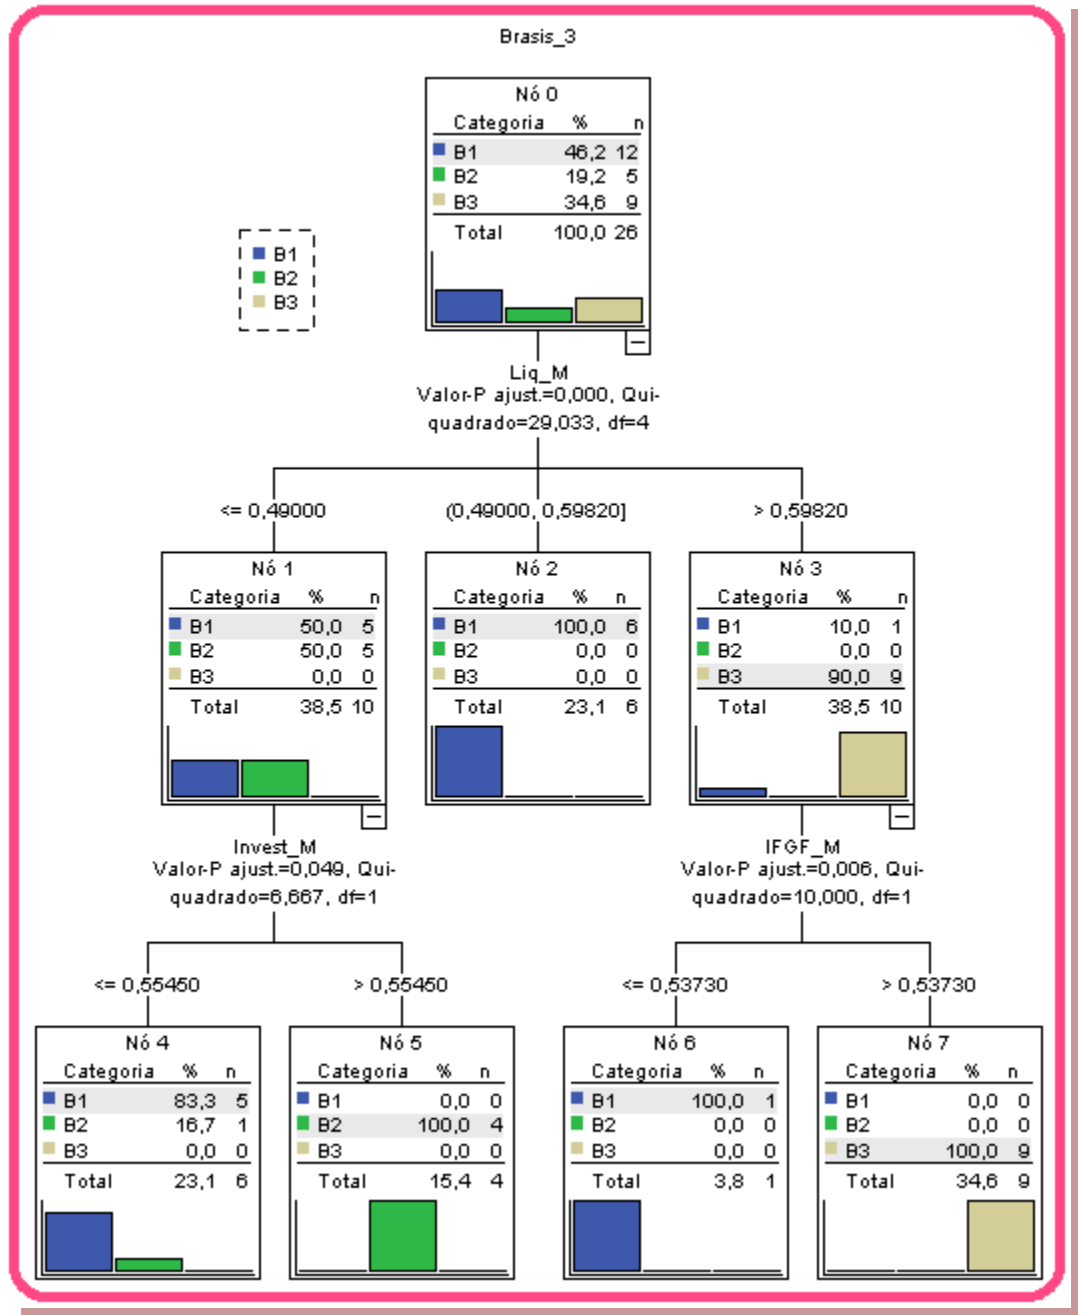 Brasis_3
Nó 0
Categoria % n
B1 46,2 12
B2 19,2 5
B3 34,6 9
Total 100,0 26
B1
B2
B3
Liq_M
Valor-P ajust.=0,000, Qui-
quadrado=29,033, df=4
<= 0,49000
(0,49000, 0,59820]
> 0,59820
Nó 1
Categoria % n
B1 50,0 5
B2 50,0 5
B3 0,0 0
Total 38,5 10
Nó 2
Categoria % n
B1 100,0 6
B2 0,0 0
B3 0,0 0
Total 23,1 6
Nó 3
Categoria % n
B1 10,0 1
B2 0,0 0
B3 90,0 9
Total 38,5 10
Invest_M
Valor-P ajust.=0,049, Qui-
quadrado=6,667, df=1
IFGF_M
Valor-P ajust.=0,006, Qui-
quadrado=10,000, df=1
<= 0,55450
> 0,55450
<= 0,53730
> 0,53730
Nó 4
Categoria % n
B1 83,3 5
B2 16,7 1
B3 0,0 0
Total 23,1 6
Nó 5
Categoria % n
B1 0,0 0
B2 100,0 4
B3 0,0 0
Total 15,4 4
Nó 6
Categoria % n
B1 100,0 1
B2 0,0 0
B3 0,0 0
Total 3,8 1
Nó 7
Categoria % n
B1 0,0 0
B2 0,0 0
B3 100,0 9
Total 34,6 9